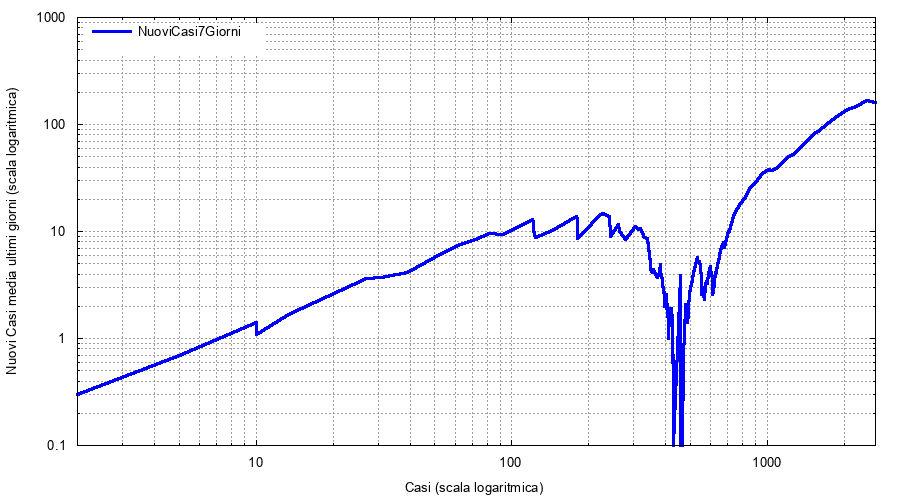 1000
NuoviCasi7Giorni
100
10
1
0.1
Nuovi Casi media ultimi giorni (scala logaritmica)
10
100
1000
Casi (scala logaritmica)